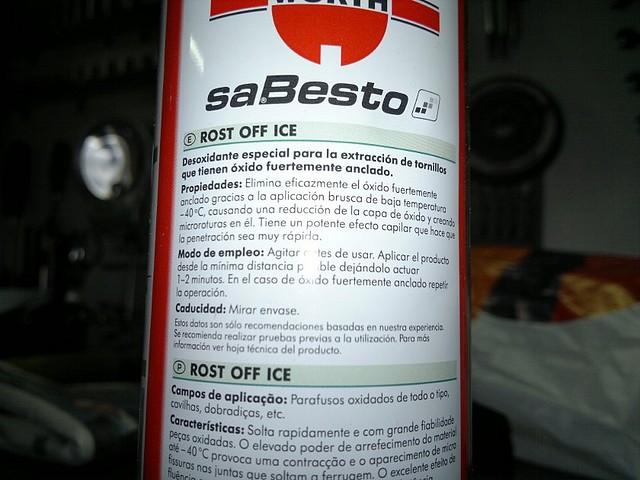 WÜRTH
saBesto
E ROST OFF ICE
Desoxidante especial para la extracción de tornillos
que tienen óxido fuertemente anclado.
Propiedades: Elimina eficazmente el óxido fuertemente
anclado gracias a la aplicación brusca de baja temperatura
–40 °C, causando una reducción de la capa de óxido y creando
microroturas en él. Tiene un potente efecto capilar que hace que
la penetración sea muy rápida.
Modo de empleo: Agitar antes de usar. Aplicar el producto
desde la mínima distancia posible dejándolo actuar
1–2 minutos. En el caso de óxido fuertemente anclado repetir
la operación.
Caducidad: Mirar envase.
Estos datos son sólo recomendaciones basadas en nuestra experiencia.
Se recomienda realizar pruebas previas a la utilización. Para más
información ver hoja técnica del producto.
P ROST OFF ICE
Campos de aplicação: Parafusos oxidados de todo o tipo,
cavilhas, dobradiças, etc.
Características: Solta rapidamente e com grande fiabilidade
peças oxidadas. O elevado poder de arrefecimento do material
até –40 °C provoca uma contracção e o aparecimento de micro
fissuras nas juntas que soltam a ferrugem. O excelente efeito de